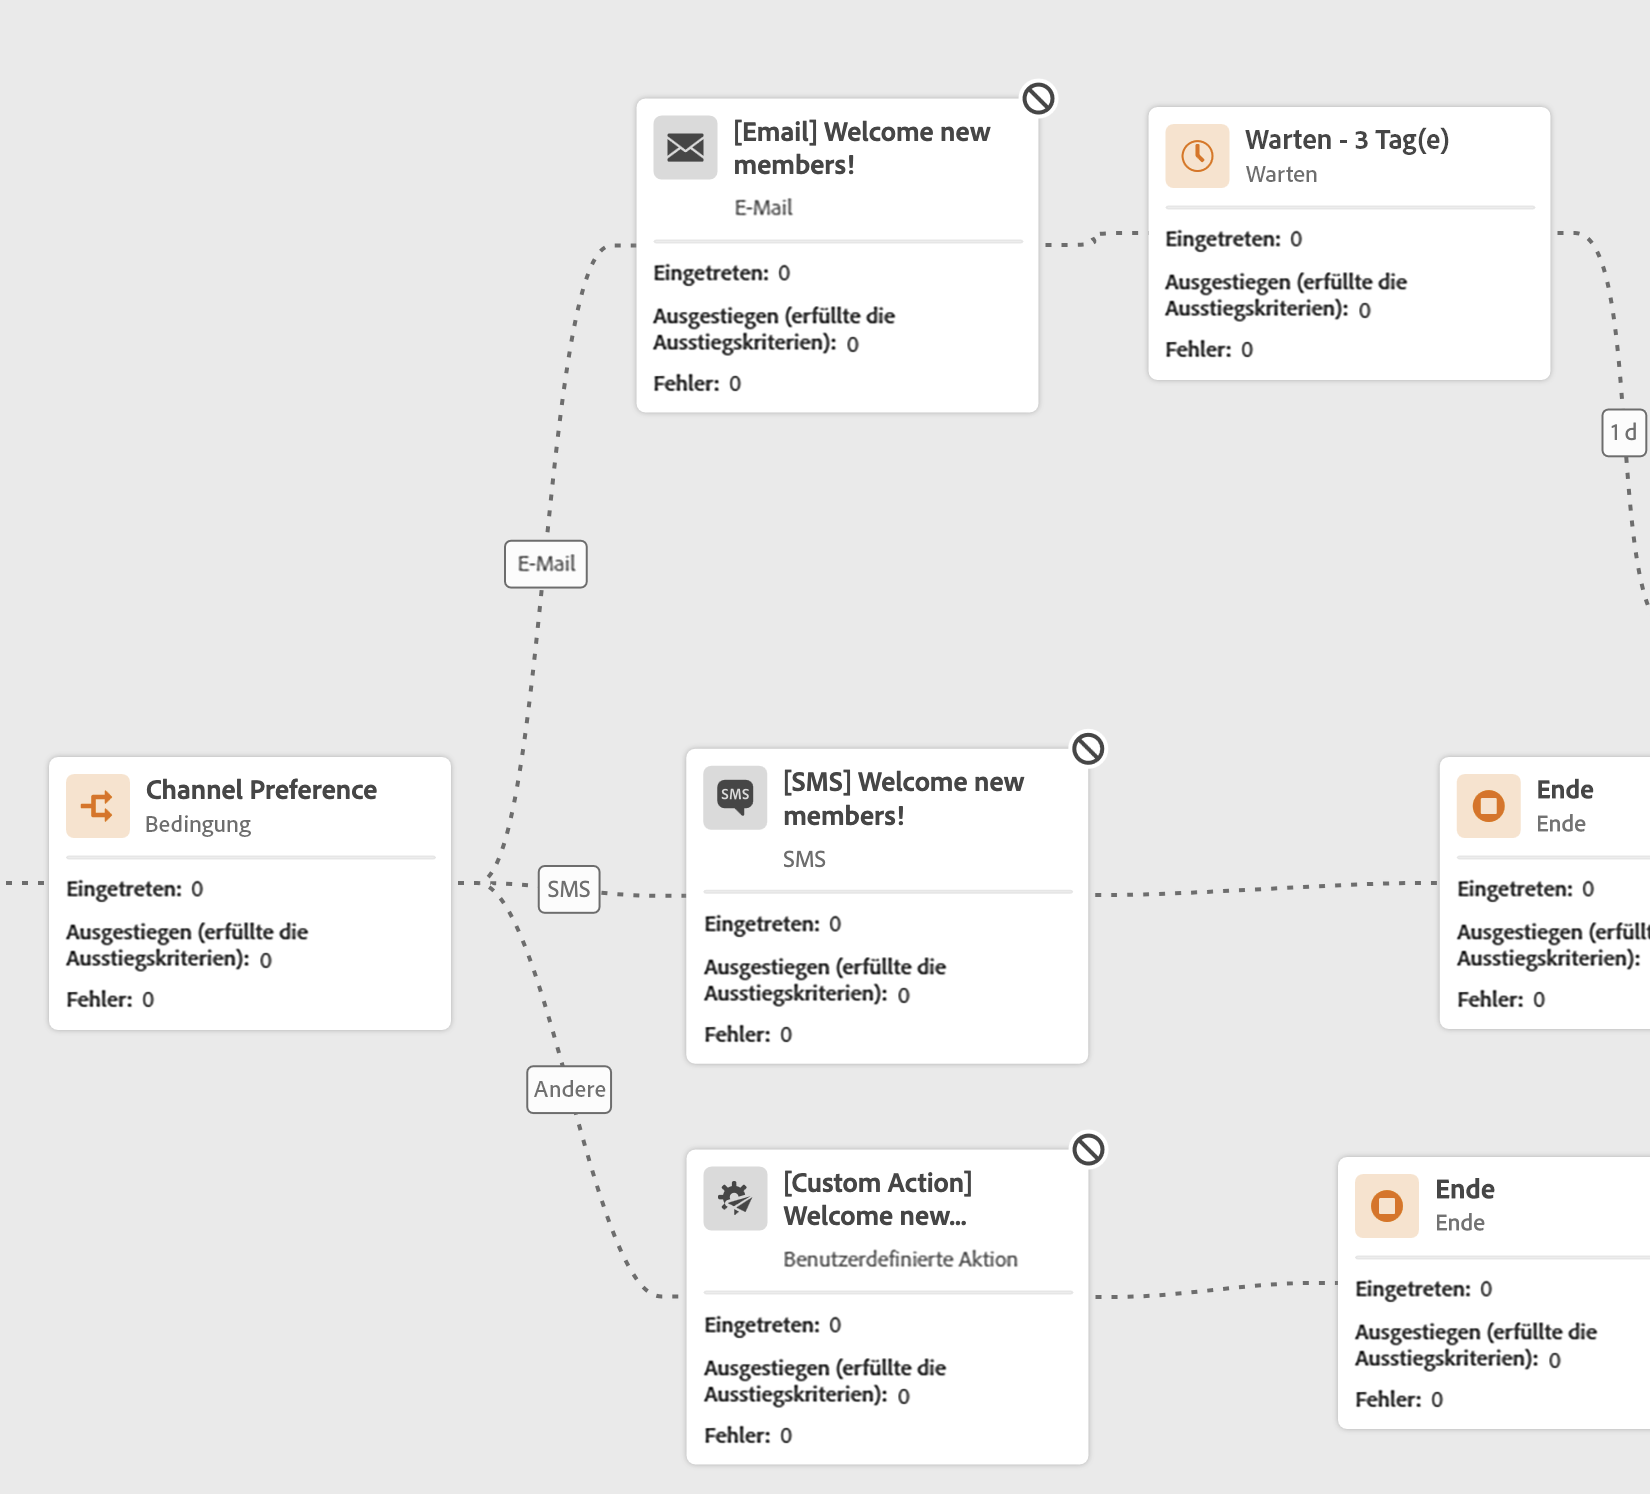 [Email] Welcome new
members!
E-Mail
Eingetreten: 0
Ausgestiegen (erfüllte die
Ausstiegskriterien): 0
Fehler: 0
Warten - 3 Tag(e)
Warten
Eingetreten: 0
Ausgestiegen (erfüllte die
Ausstiegskriterien): 0
Fehler: 0
1 d
E-Mail
Channel Preference
Bedingung
Eingetreten: 0
Ausgestiegen (erfüllte die
Ausstiegskriterien): 0
Fehler: 0
SMS
SMS
[SMS] Welcome new
members!
SMS
Eingetreten: 0
Ausgestiegen (erfüllte die
Ausstiegskriterien): 0
Fehler: 0
Ende
Ende
Eingetreten: 0
Ausgestiegen (erfüllt
Ausstiegskriterien):
Fehler: 0
Andere
[Custom Action]
Welcome new...
Benutzerdefinierte Aktion
Eingetreten: 0
Ausgestiegen (erfüllte die
Ausstiegskriterien): 0
Fehler: 0
Ende
Ende
Eingetreten: 0
Ausgestiegen (erfüllte die
Ausstiegskriterien): 0
Fehler: 0